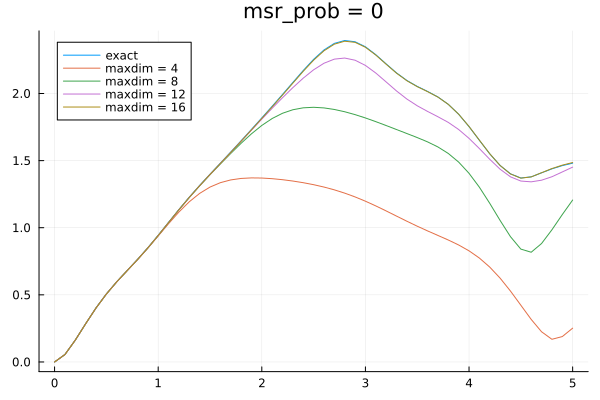 msr_prob = 0
exact
maxdim = 4
maxdim = 8
maxdim = 12
maxdim = 16
2.0
1.5
1.0
0.5
0.0
0 1 2 3 4 5